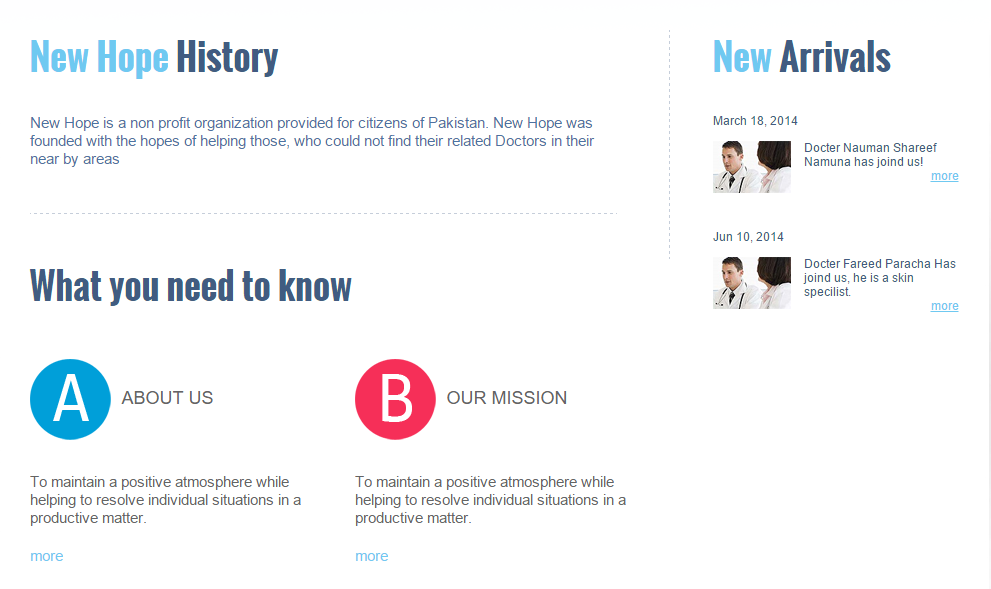 New Hope History
New Hope is a non profit organization provided for citizens of Pakistan. New Hope was
founded with the hopes of helping those, who could not find their related Doctors in their
near by areas
What you need to know
A
ABOUT US
To maintain a positive atmosphere while
helping to resolve individual situations in a
productive matter.
more
B
OUR MISSION
To maintain a positive atmosphere while
helping to resolve individual situations in a
productive matter.
more
New Arrivals
March 18, 2014
Docter Nauman Shareef
Namuna has joind us!
more
Jun 10, 2014
Docter Fareed Paracha Has
joind us, he is a skin
specilist.
more